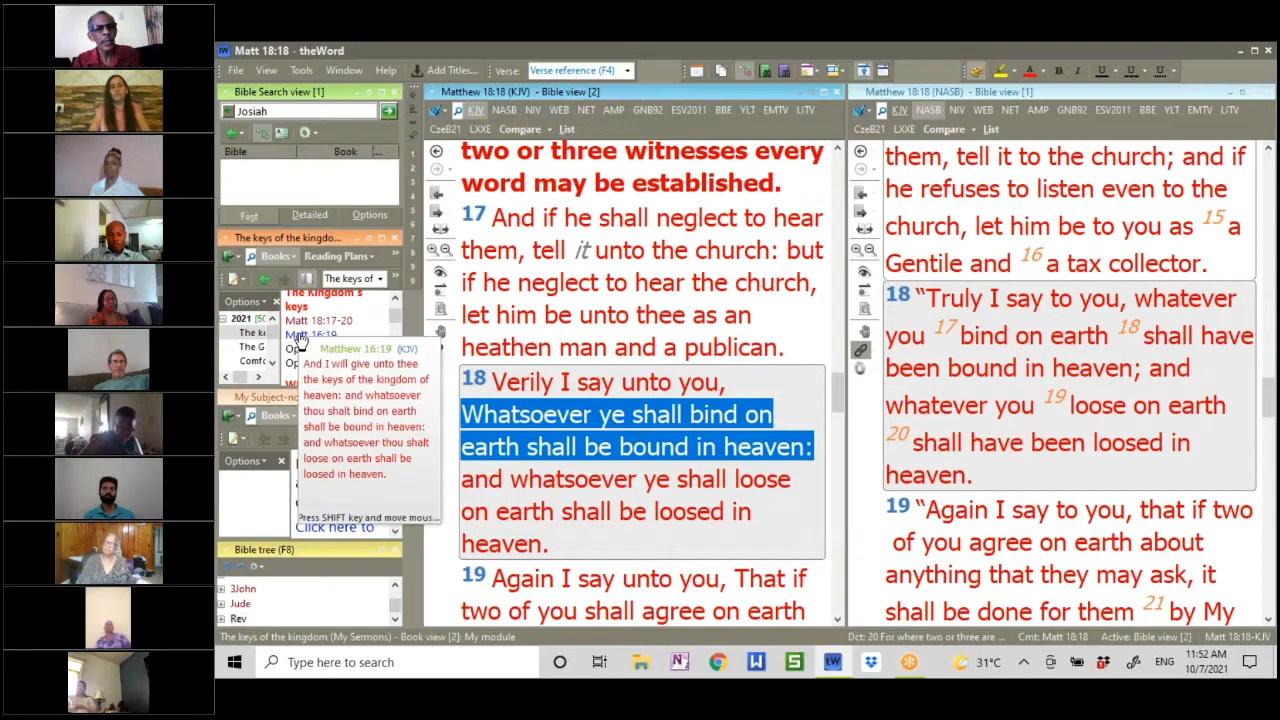 Matt 18:18 - theWord
File View Tools Window Help Add Titles... Verse: Verse reference (F4)
Bible Search view [1]
Josiah
Bible Book ...
Fast Detailed Options
The keys of the kingdo...
Books Reading Plans
The keys of
Options
2021
The ke
The G
Comfo
The Kingdom's
keys
Matt 18:17-20
Matt 16:19
Matthew 16:19 (KJV)
And I will give unto thee
the keys of the kingdom of
heaven: and whatsoever
thou shalt bind on earth
shall be bound in heaven:
and whatsoever thou shalt
loose on earth shall be
loosed in heaven.
Press SHIFT key and move mous...
My Subject-no
Books
Options
Click here to
Bible tree (F8)
3John
Jude
Rev
Matthew 18:18 (KJV) - Bible view [2]
KJV NASB NIV NET AMP GNB92 ESV2011 BBE YLT EMTV LITV
CzeB21 LXXE Compare List
two or three witnesses every
word may be established.
17 And if he shall neglect to hear
them, tell it unto the church: but
if he neglect to hear the church,
let him be unto thee as an
heathen man and a publican.
18 Verily I say unto you,
Whatsoever ye shall bind on
earth shall be bound in heaven:
and whatsoever ye shall loose
on earth shall be loosed in
heaven.
19 Again I say unto you, That if
two of you shall agree on earth
Matthew 18:18 (NASB) - Bible view [1]
KJV NASB NIV NET AMP GNB92 ESV2011 BBE YLT EMTV LITV
CzeB21 LXXE Compare List
them, tell it to the church; and if
he refuses to listen even to the
church, let him be to you as 15 a
Gentile and 16 a tax collector.
18 “Truly I say to you, whatever
you 17 bind on earth 18 shall have
been bound in heaven; and
whatever you 19 loose on earth
20 shall have been loosed in
heaven.
19 “Again I say to you, that if two
of you agree on earth about
anything that they may ask, it
shall be done for them 21 by My
The keys of the kingdom (My Sermons) - Book view [2]: My module
Dct: 20 For where two or three are ... Cmt: Matt 18:18 Active: Bible view [2] Matt 18:18-KJV
Type here to search
31°C ENG
11:52 AM
10/7/2021